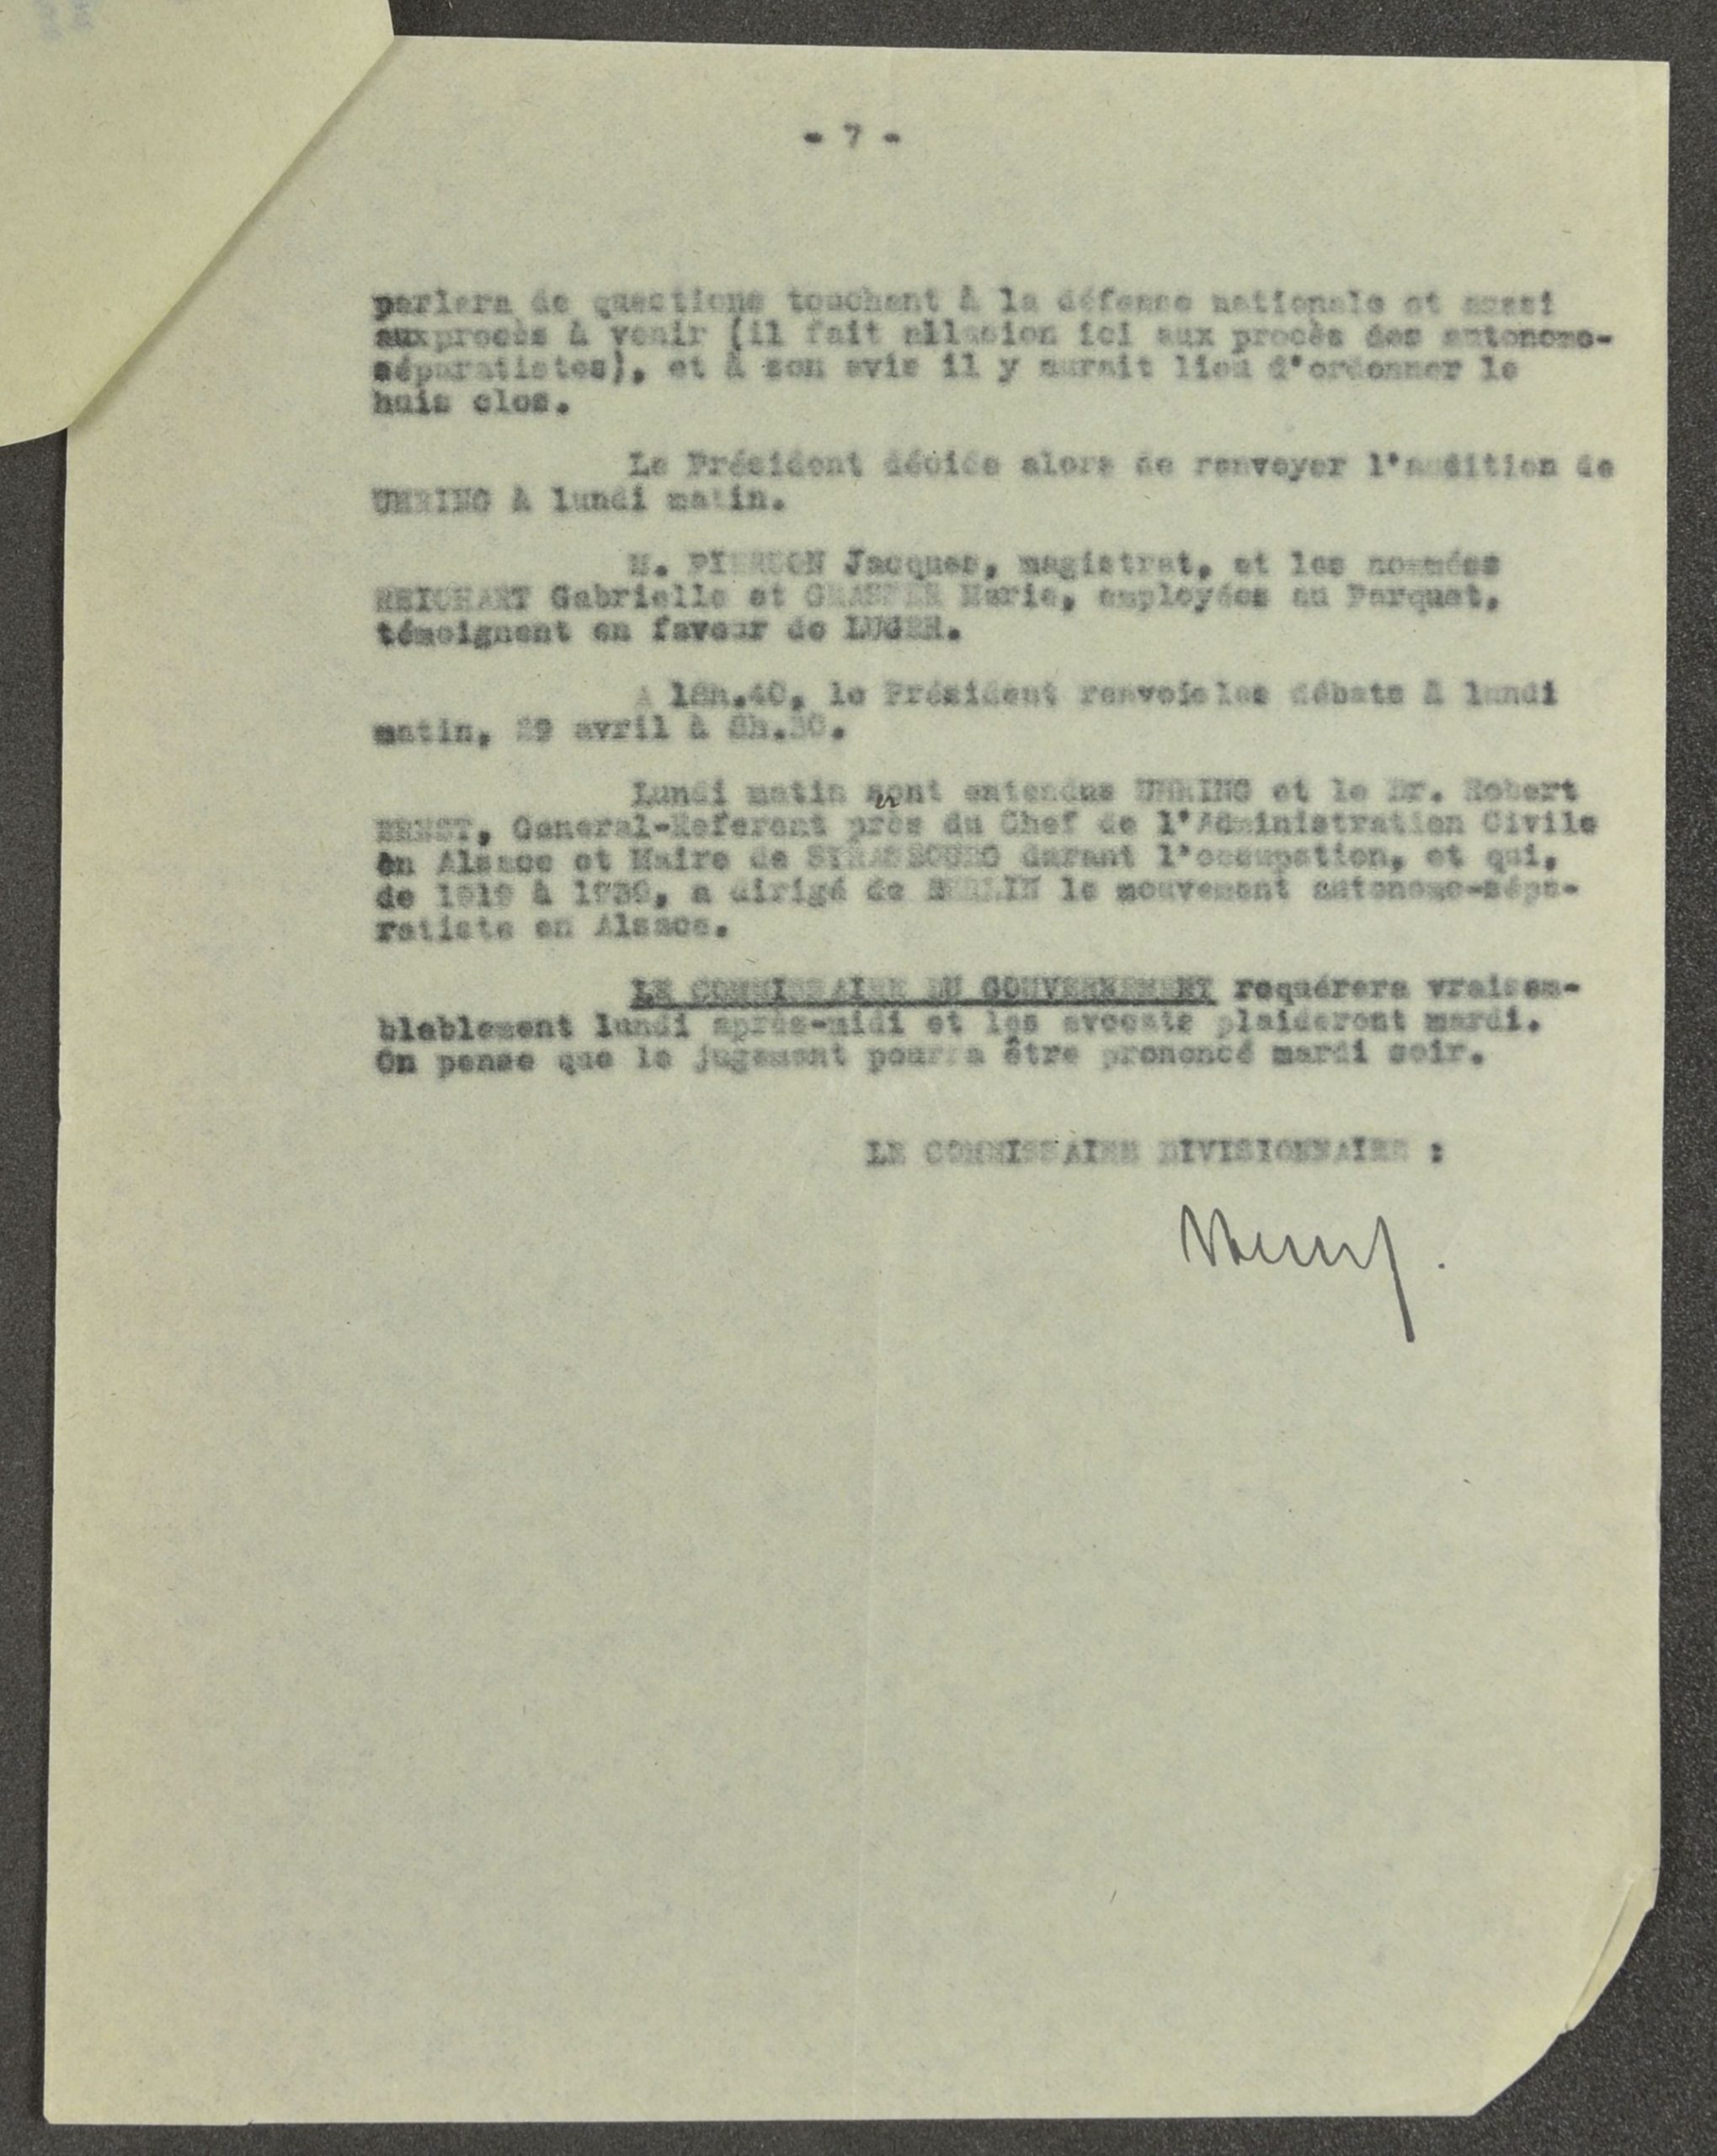 - 7 -
parlera de questions touchant à la défense nationale et aussi
aux procès à venir (il fait allusion ici aux procès des autonomo-
séparatistes), et à son avis il y aurait lieu d'ordonner le
huis clos.
Le Président décide alors de renvoyer l'audition de
UHRING à lundi matin.
M. Jacques, magistrat, et les nommées
REICHART Gabrielle et Marie, employées au Parquet,
témoignent en faveur de LUGER.
A 18h.40, le Président renvoie les débats à lundi
matin, 29 avril à 8h.30.
Lundi matin sont entendus UHRING et le Dr. Robert
ERNST, General-Referent près du Chef de l'Administration Civile
en Alsace et Maire de STRASBOURG durant l'occupation, et qui,
de 1919 à 1939, a dirigé de BERLIN le mouvement autonomo-sépa-
ratiste en Alsace.
LE COMMISSAIRE DU GOUVERNEMENT requérera vraisem-
blablement lundi après-midi et les avocats plaideront mardi.
On pense que le jugement pourra être prononcé mardi soir.
LE COMMISSAIRE DIVISIONNAIRE :